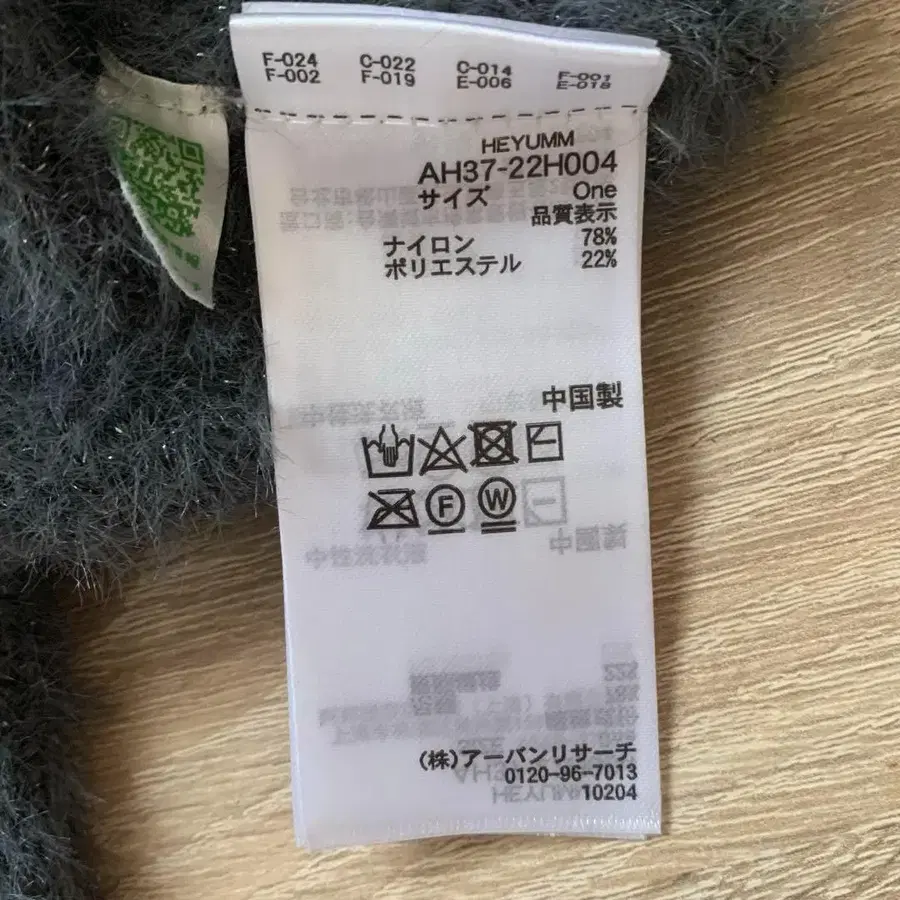 F-024 C-022 C-014 F-001
F-002 F-019 E-006 E-018
HEYUMM
AH37-22H004
サイズ One
品質表示
ナイロン 78%
ポリエステル 22%
中国製
F W
(株)アーバンリサーチ
0120-96-7013
10204